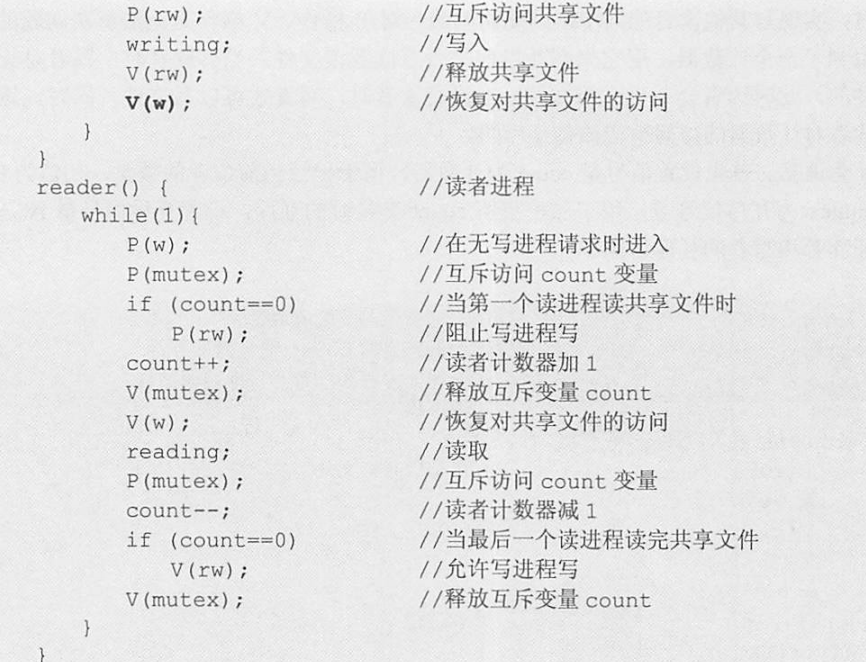 P(rw); //互斥访问共享文件
writing; //写入
V(rw); //释放共享文件
V(w); //恢复对共享文件的访问
}
}
reader() { //读者进程
while(1){
P(w); //在无写进程请求时进入
P(mutex); //互斥访问 count 变量
if (count==0) //当第一个读进程读共享文件时
P(rw); //阻止写进程写
count++; //读者计数器加 1
V(mutex); //释放互斥变量 count
V(w); //恢复对共享文件的访问
reading; //读取
P(mutex); //互斥访问 count 变量
count--; //读者计数器减 1
if (count==0) //当最后一个读进程读完共享文件
V(rw); //允许写进程写
V(mutex); //释放互斥变量 count
}
}